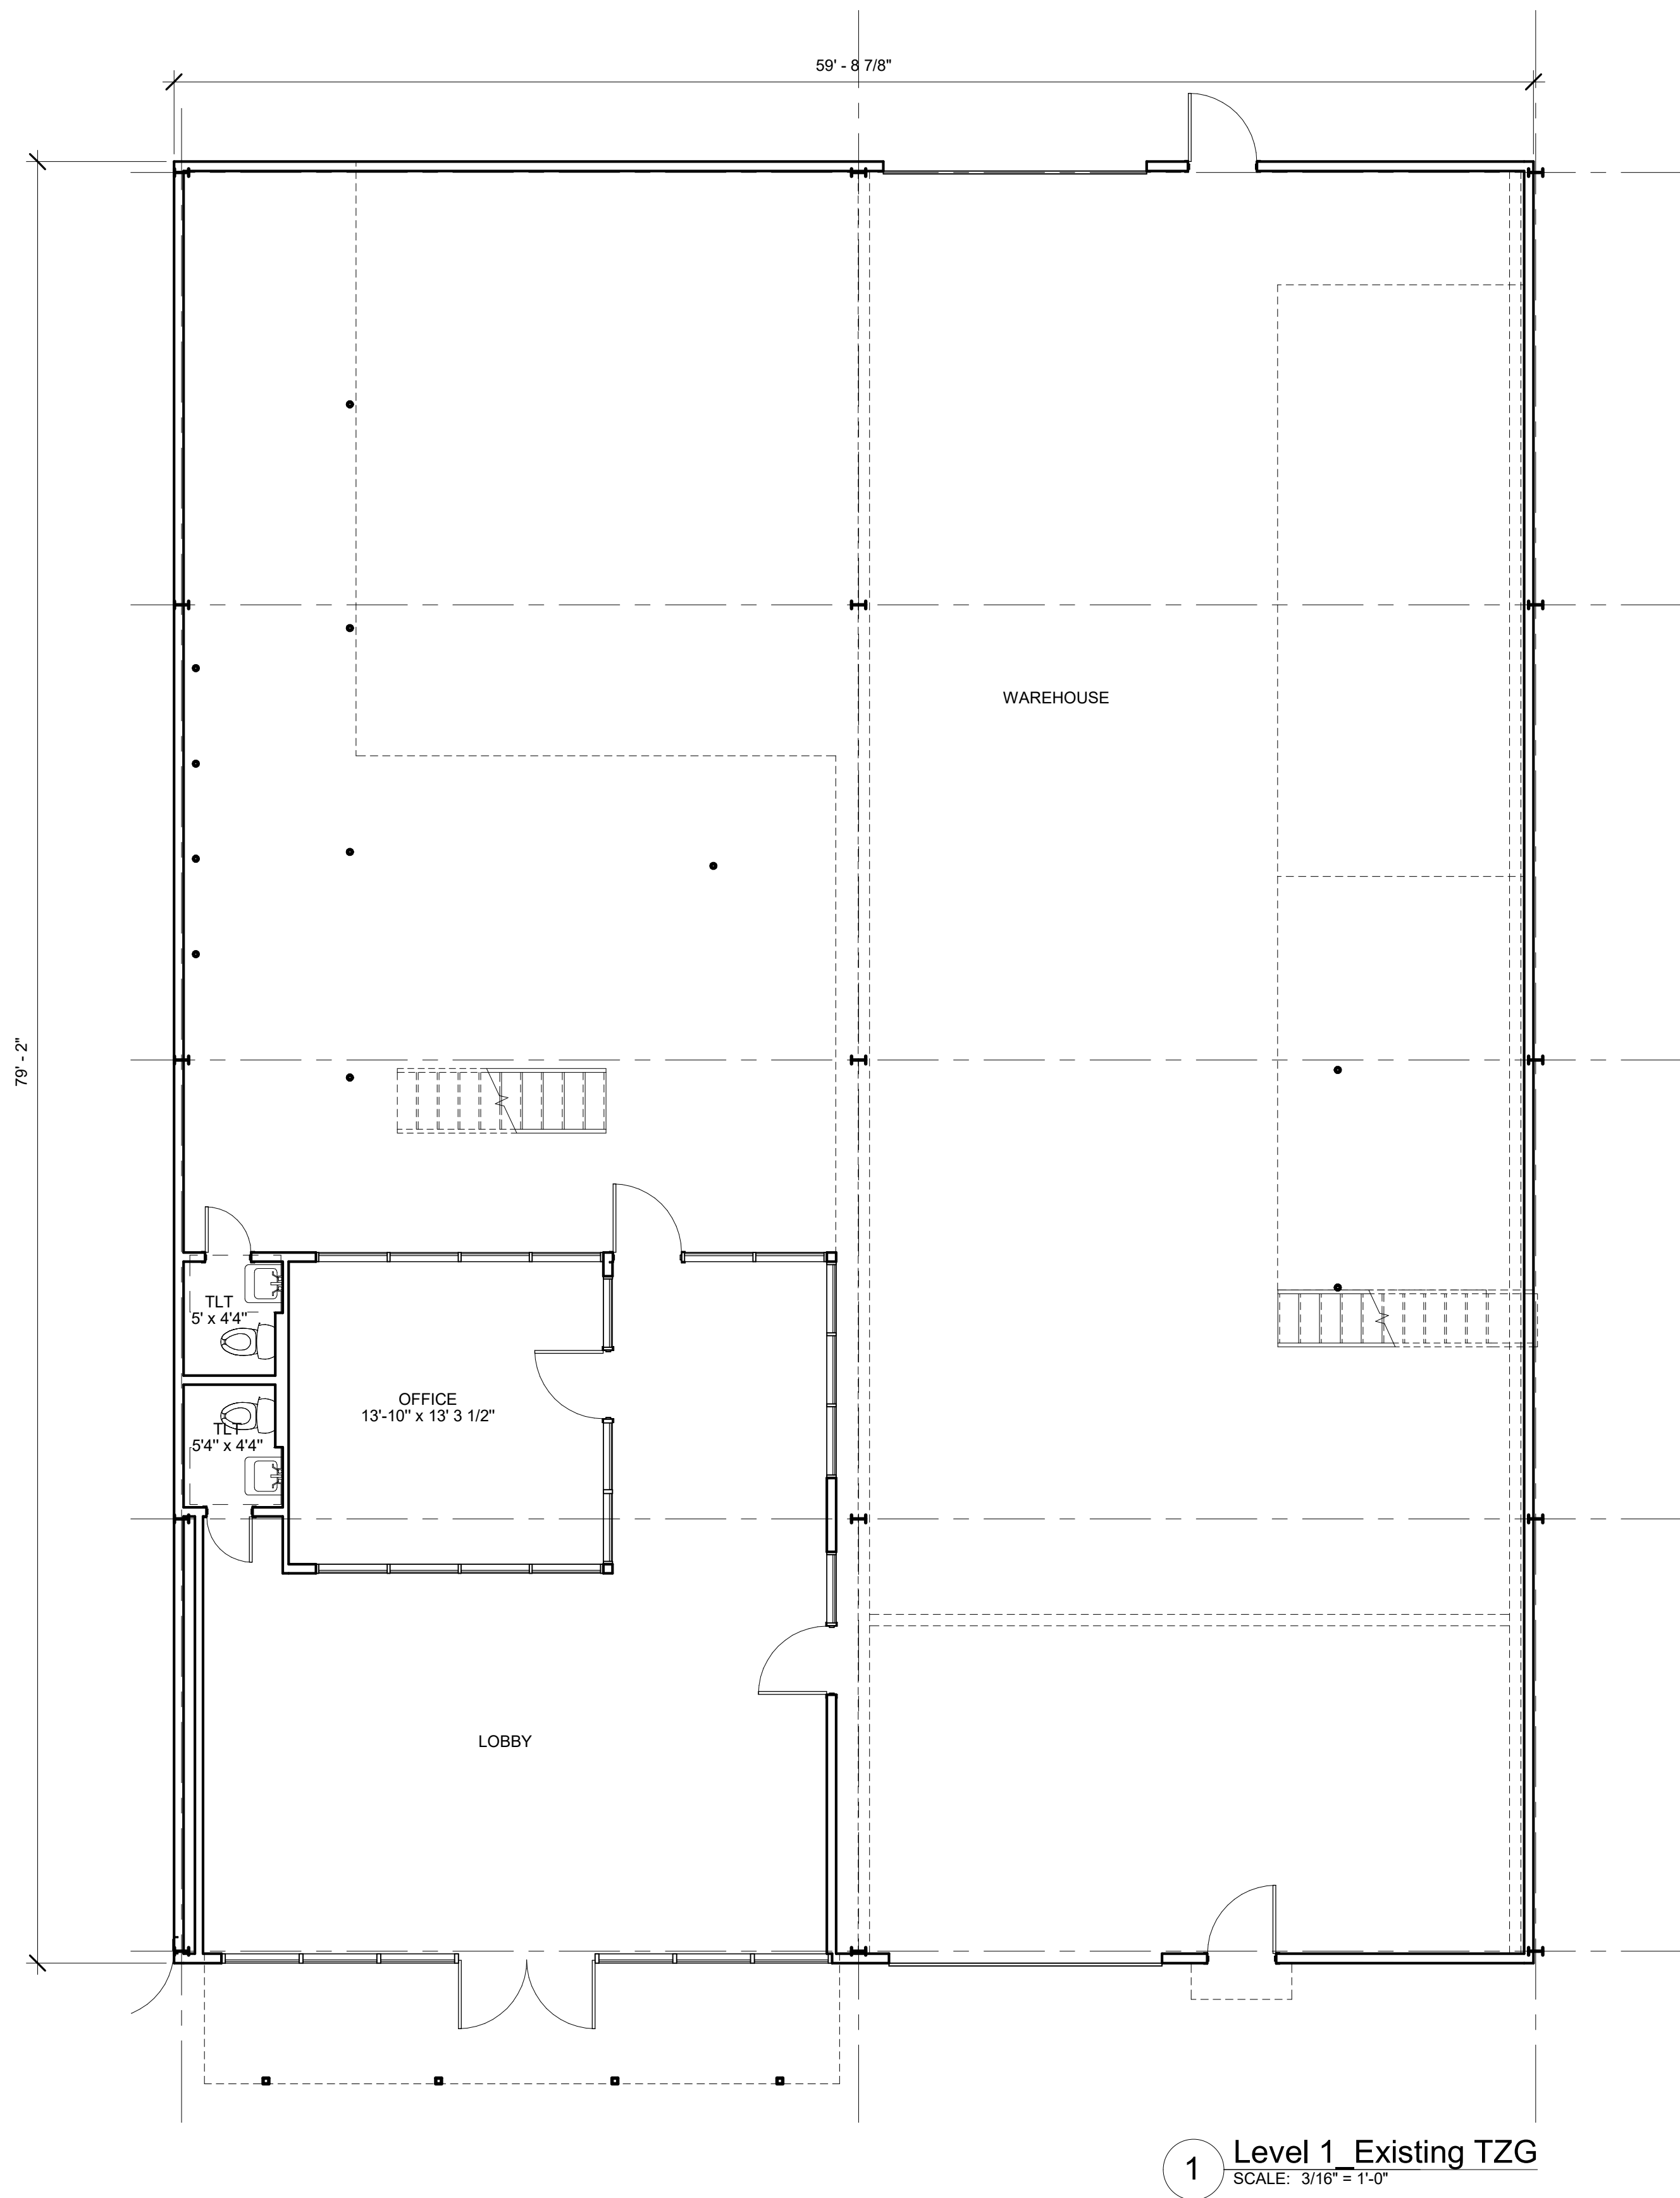 59' - 8 7/8"
WAREHOUSE
79' - 2"
TLT
5' x 4'4"
OFFICE
13'-10" x 13' 3 1/2"
TLT
5'4" x 4'4"
LOBBY
1
Level 1_Existing TZG
SCALE: 3/16" = 1'-0"